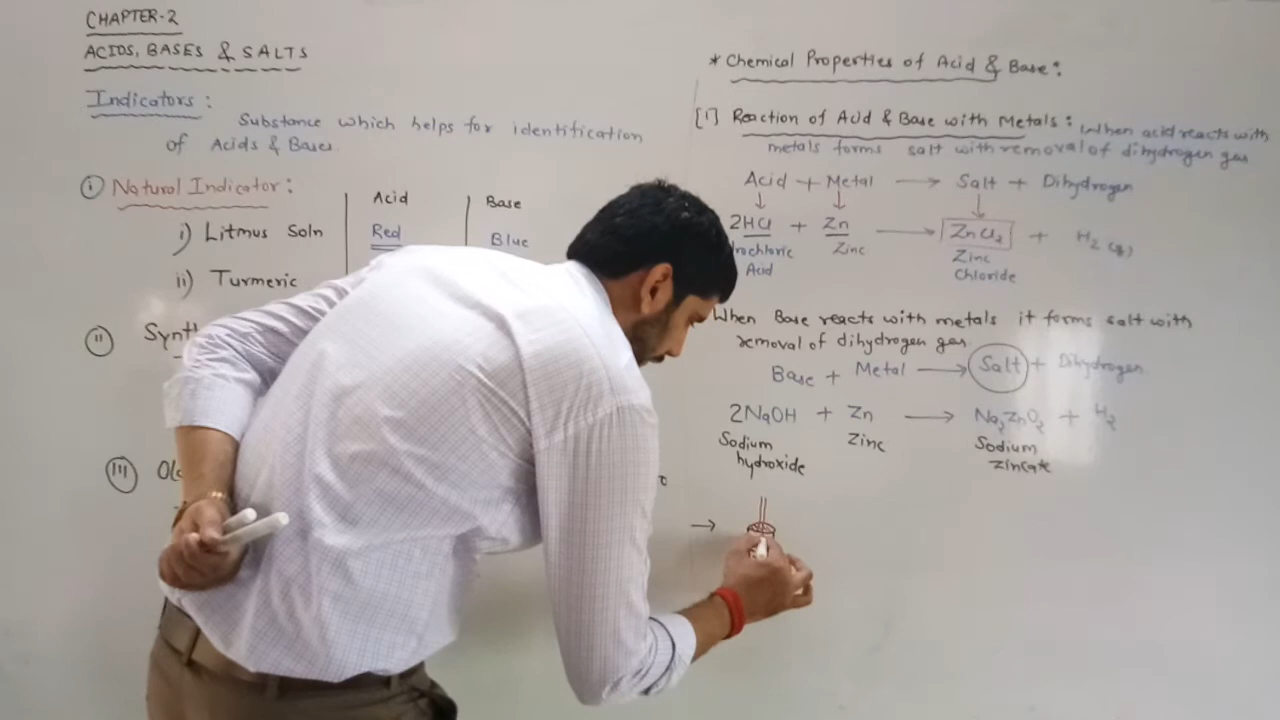 CHAPTER-2
ACIDS, BASES & SALTS
Indicators :
Substance which helps for identification
of Acids & Bases
i Natural Indicator :
Acid
Base
i) Litmus Soln
Red
Blue
ii) Turmeric
II
III
* Chemical Properties of Acid & Base :
[1] Reaction of Acid & Base with Metals : When acid reacts with
metals forms salt with removal of dihydrogen gas
Acid + Metal → Salt + Dihydrogen
↓ ↓ ↓
2HCl + Zn → ZnCl₂ + H₂(g)
Zinc
Zinc
Acid
Chloride
When Base reacts with metals it forms salt with
removal of dihydrogen gas
Base + Metal → Salt + Dihydrogen
2NaOH + Zn → Na₂ZnO₂ + H₂
Sodium Zinc Sodium
hydroxide zincate
→